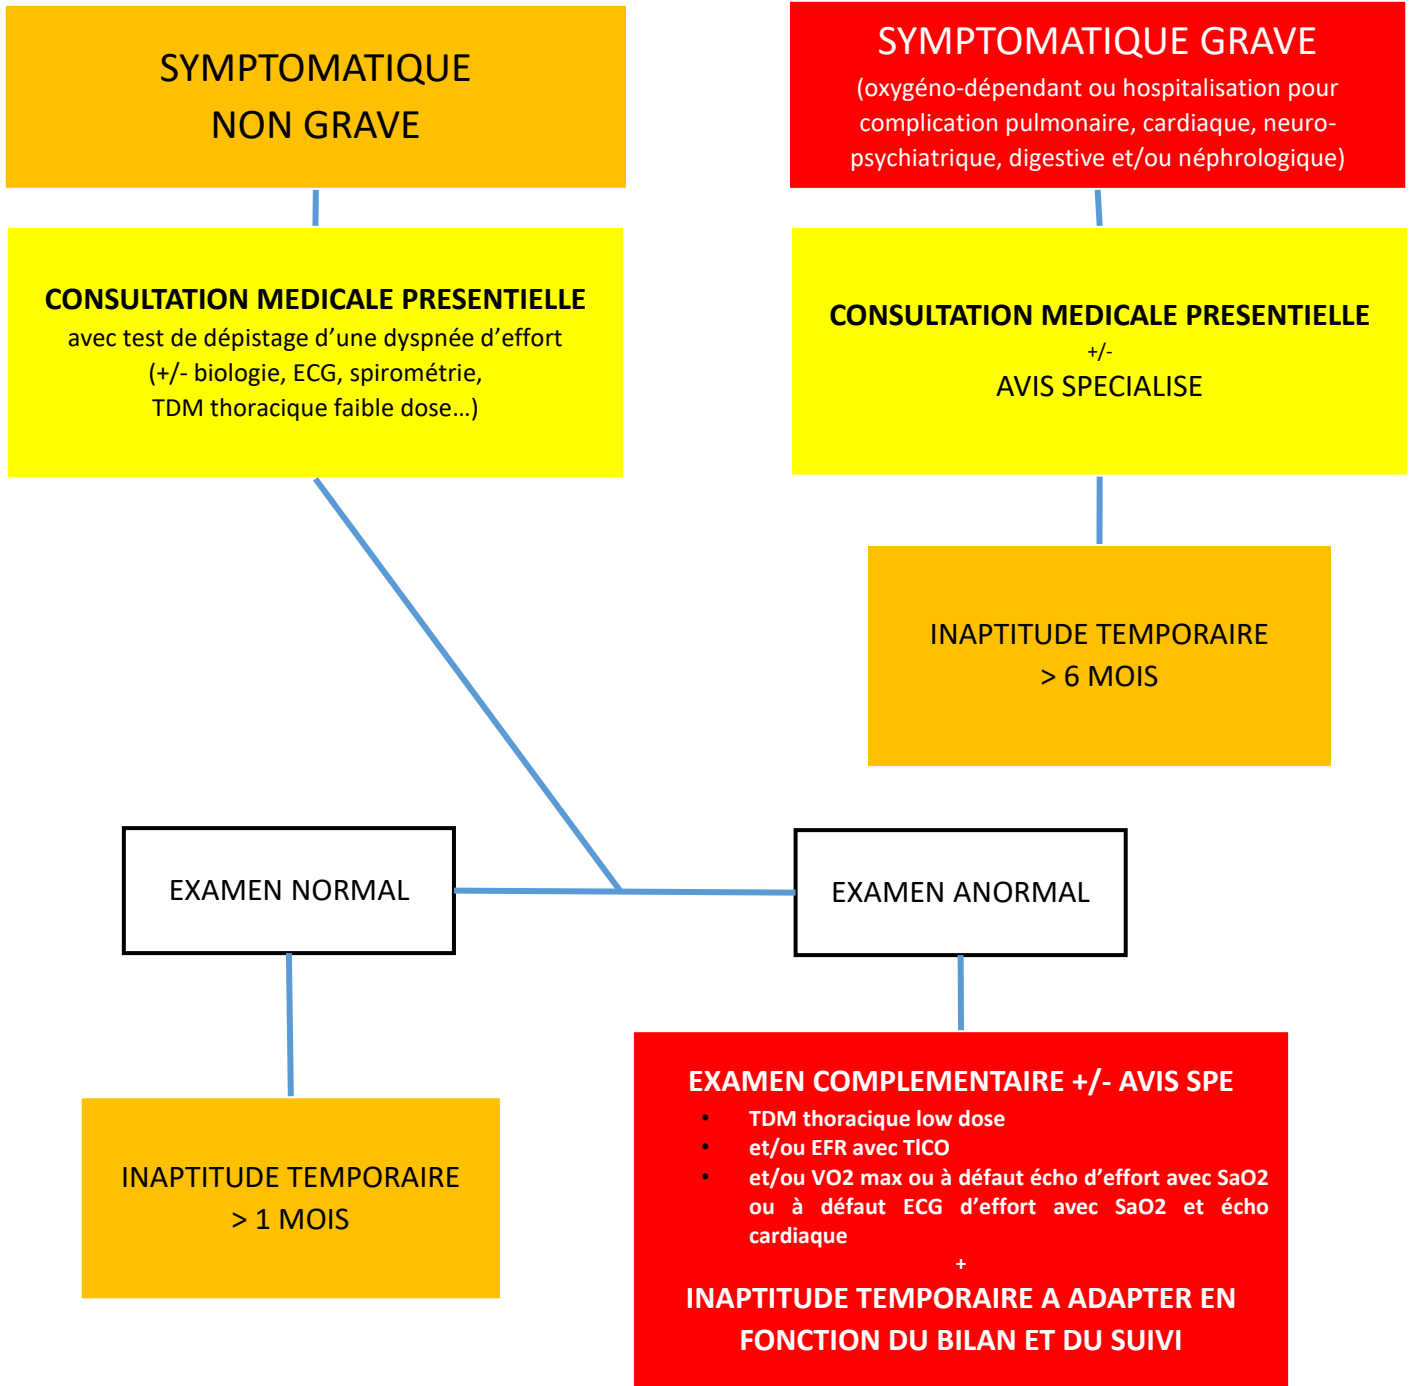 SYMPTOMATIQUE
NON GRAVE
SYMPTOMATIQUE GRAVE
(oxygéno-dépendant ou hospitalisation pour
complication pulmonaire, cardiaque, neuro-
psychiatrique, digestive et/ou néphrologique)
CONSULTATION MEDICALE PRESENTIELLE
avec test de dépistage d’une dyspnée d’effort
(+/- biologie, ECG, spirométrie,
TDM thoracique faible dose…)
CONSULTATION MEDICALE PRESENTIELLE
+/-
AVIS SPECIALISE
INAPTITUDE TEMPORAIRE
> 6 MOIS
EXAMEN NORMAL
EXAMEN ANORMAL
INAPTITUDE TEMPORAIRE
> 1 MOIS
EXAMEN COMPLEMENTAIRE +/- AVIS SPE
• TDM thoracique low dose
• et/ou EFR avec TlCO
• et/ou VO2 max ou à défaut écho d’effort avec SaO2
ou à défaut ECG d’effort avec SaO2 et écho
cardiaque
+
INAPTITUDE TEMPORAIRE A ADAPTER EN
FONCTION DU BILAN ET DU SUIVI